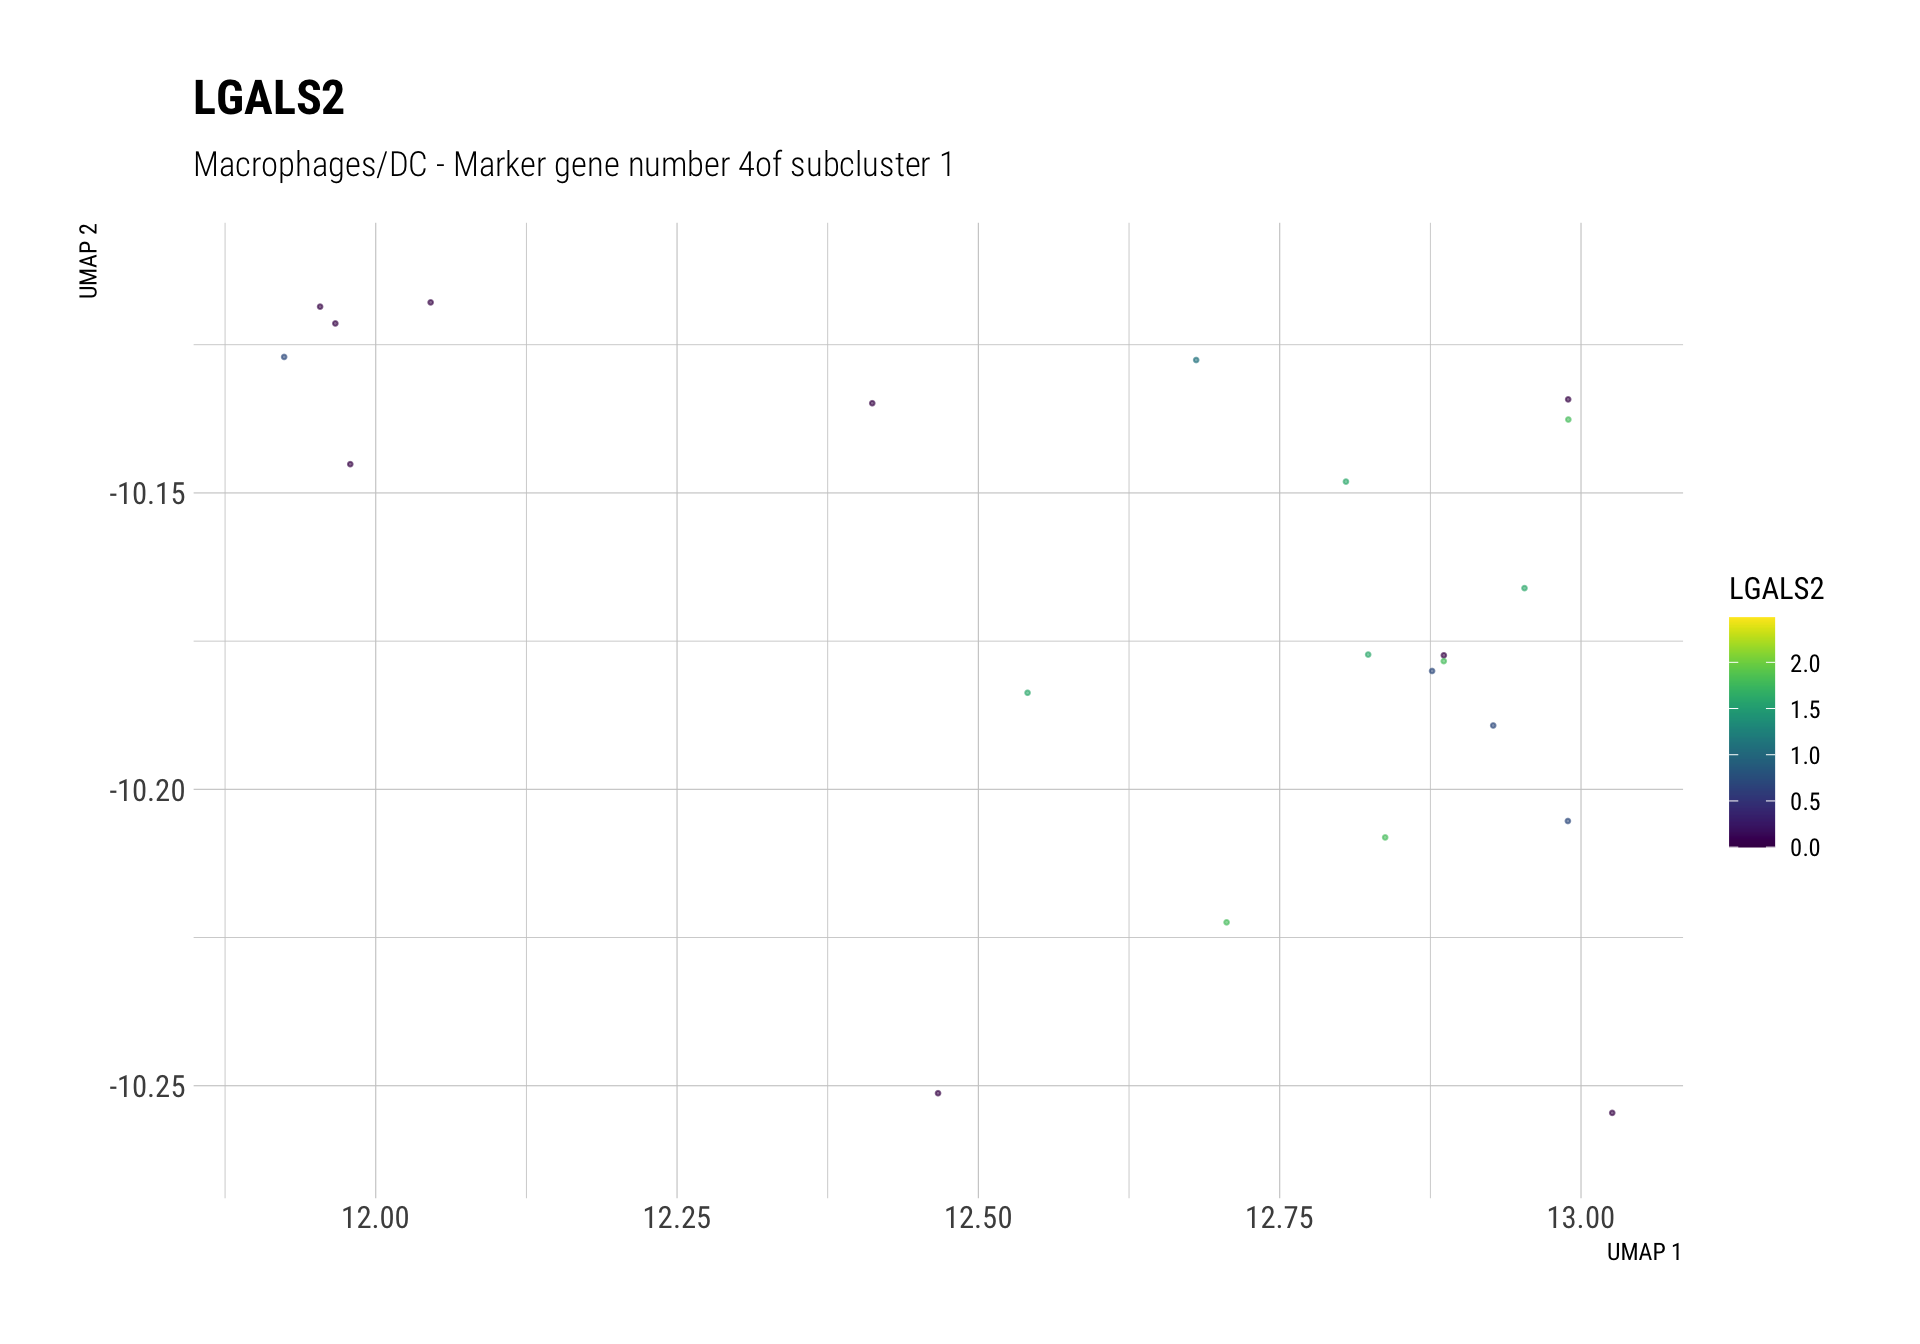 LGALS2
Macrophages/DC - Marker gene number 4of subcluster 1
UMAP 2
-10.15
-10.20
-10.25
12.00 12.25 12.50 12.75 13.00
UMAP 1
LGALS2
2.0
1.5
1.0
0.5
0.0